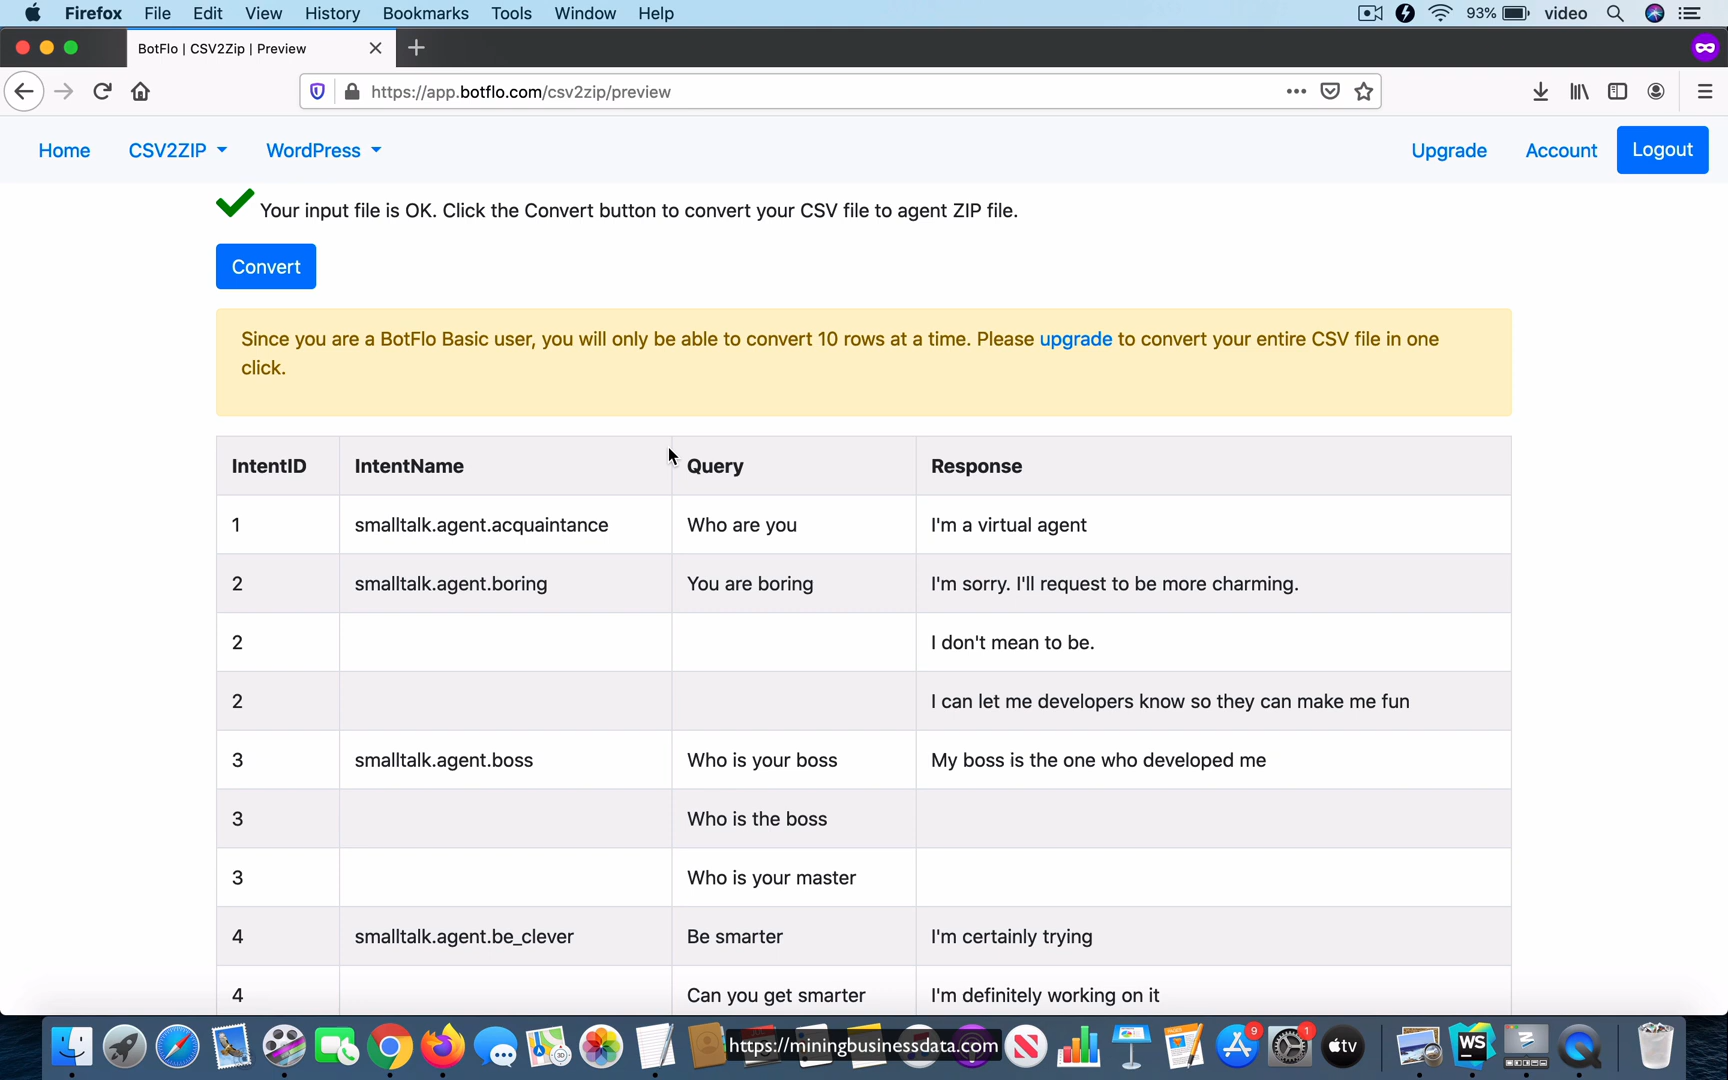 Firefox File Edit View History Bookmarks Tools Window Help 93% video
BotFlo | CSV2Zip | Preview
https://app.botflo.com/csv2zip/preview
Home CSV2ZIP WordPress Upgrade Account Logout
Your input file is OK. Click the Convert button to convert your CSV file to agent ZIP file.
Convert
Since you are a BotFlo Basic user, you will only be able to convert 10 rows at a time. Please upgrade to convert your entire CSV file in one
click.
IntentID IntentName Query Response
1 smalltalk.agent.acquaintance Who are you I'm a virtual agent
2 smalltalk.agent.boring You are boring I'm sorry. I'll request to be more charming.
2 I don't mean to be.
2 I can let me developers know so they can make me fun
3 smalltalk.agent.boss Who is your boss My boss is the one who developed me
3 Who is the boss
3 Who is your master
4 smalltalk.agent.be_clever Be smarter I'm certainly trying
4 Can you get smarter I'm definitely working on it
9 1
https://miningbusinessdata.com tv WS